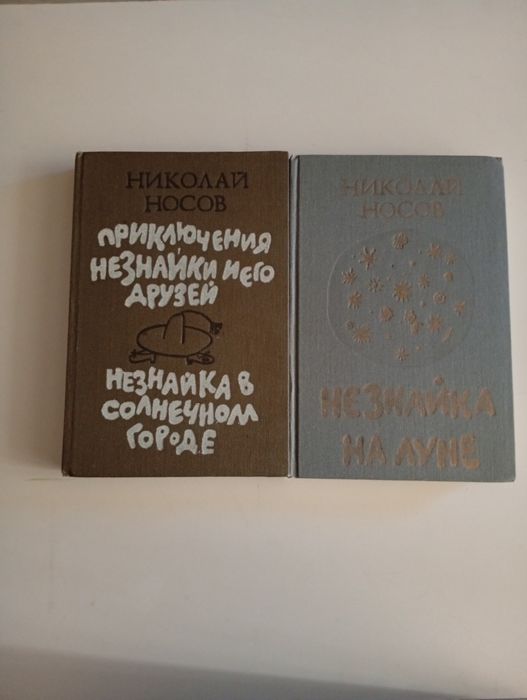 НИКОЛАЙ
НОСОВ
ПРИКЛЮЧЕНИЯ
НЕЗНАЙКИ И ЕГО
ДРУЗЕЙ
НЕЗНАЙКА В
СОЛНЕЧНОМ
ГОРОДЕ
НИКОЛАЙ
НОСОВ
НЕЗНАЙКА
НА ЛУНЕ